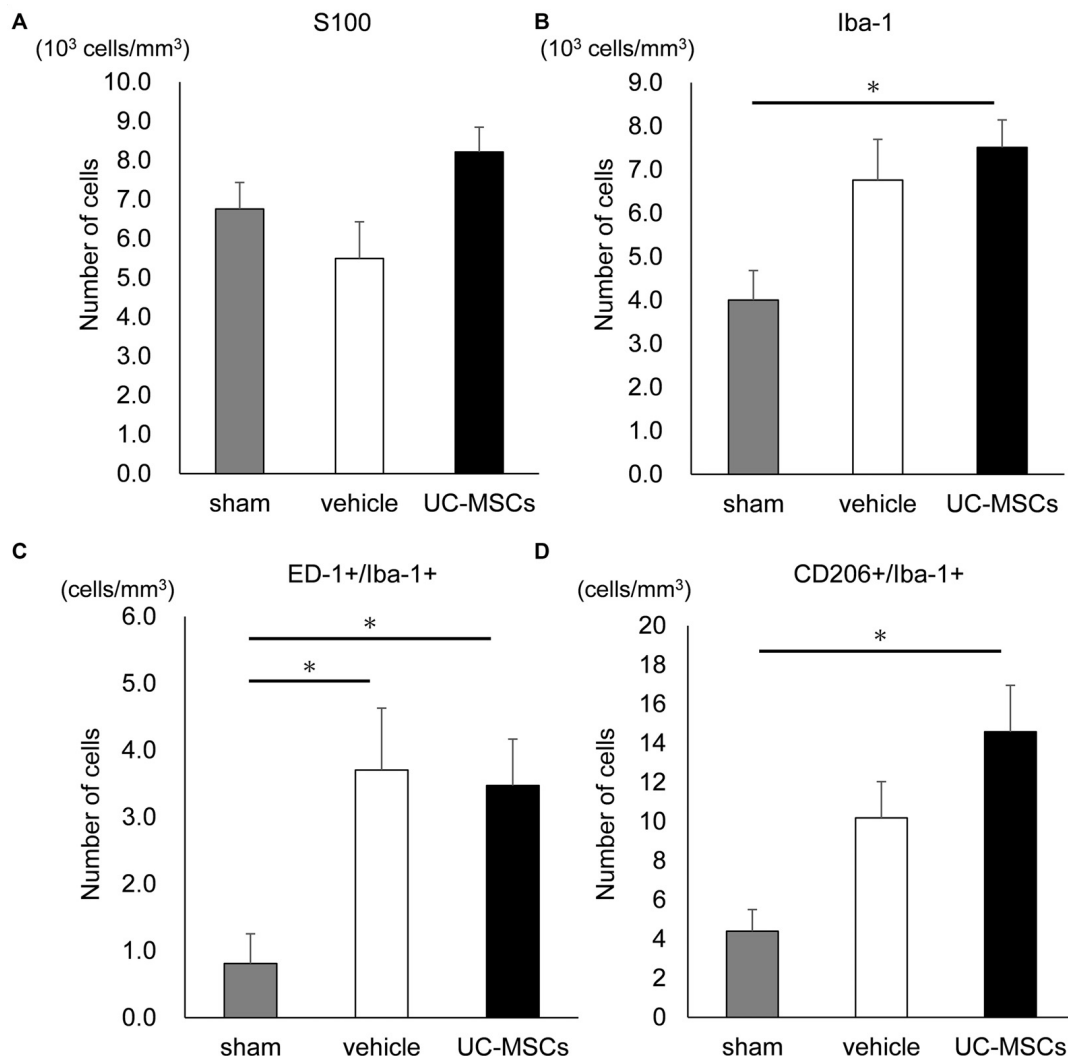 A
S100
(10³ cells/mm³)
10.0
9.0
8.0
7.0
6.0
5.0
4.0
3.0
2.0
1.0
0.0
Number of cells
sham vehicle UC-MSCs
B
Iba-1
(10³ cells/mm³)
9.0
8.0
7.0
6.0
5.0
4.0
3.0
2.0
1.0
0.0
Number of cells
*
sham vehicle UC-MSCs
C
ED-1+/Iba-1+
(cells/mm³)
6.0
5.0
4.0
3.0
2.0
1.0
0.0
Number of cells
*
*
sham vehicle UC-MSCs
D
CD206+/Iba-1+
(cells/mm³)
20
18
16
14
12
10
8
6
4
2
0
Number of cells
*
sham vehicle UC-MSCs